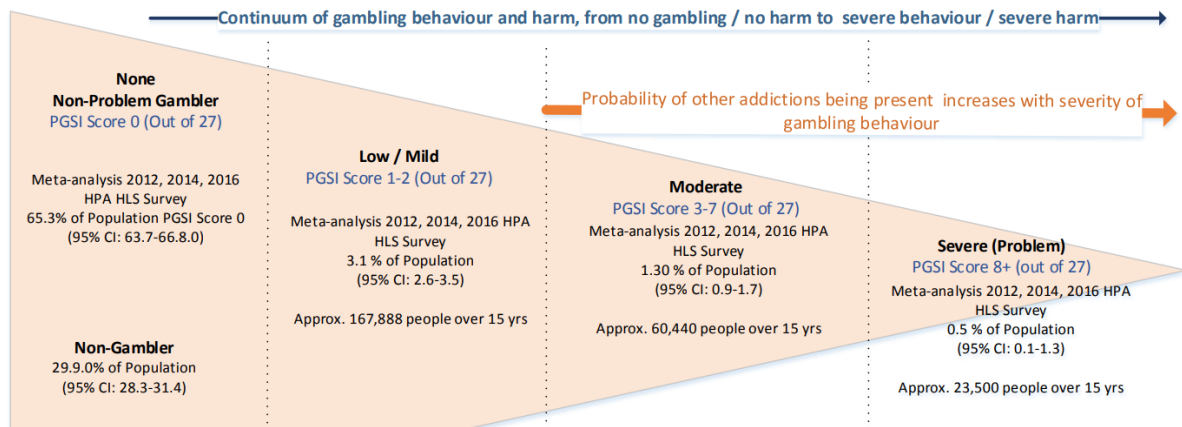 Continuum of gambling behaviour and harm, from no gambling / no harm to severe behaviour / severe harm
None
Non-Problem Gambler
PGSI Score 0 (Out of 27)
Meta-analysis 2012, 2014, 2016
HPA HLS Survey
65.3% of Population PGSI Score 0
(95% CI: 63.7-66.8.0)
Non-Gambler
29.9.0% of Population
(95% CI: 28.3-31.4)
Probability of other addictions being present increases with severity of
gambling behaviour
Low / Mild
PGSI Score 1-2 (Out of 27)
Meta-analysis 2012, 2014, 2016 HPA
HLS Survey
3.1 % of Population
(95% CI: 2.6-3.5)
Approx. 167,888 people over 15 yrs
Moderate
PGSI Score 3-7 (Out of 27)
Meta-analysis 2012, 2014, 2016 HPA
HLS Survey
1.30 % of Population
(95% CI: 0.9-1.7)
Approx. 60,440 people over 15 yrs
Severe (Problem)
PGSI Score 8+ (out of 27)
Meta-analysis 2012, 2014, 2016 HPA
HLS Survey
0.5 % of Population
(95% CI: 0.1-1.3)
Approx. 23,500 people over 15 yrs